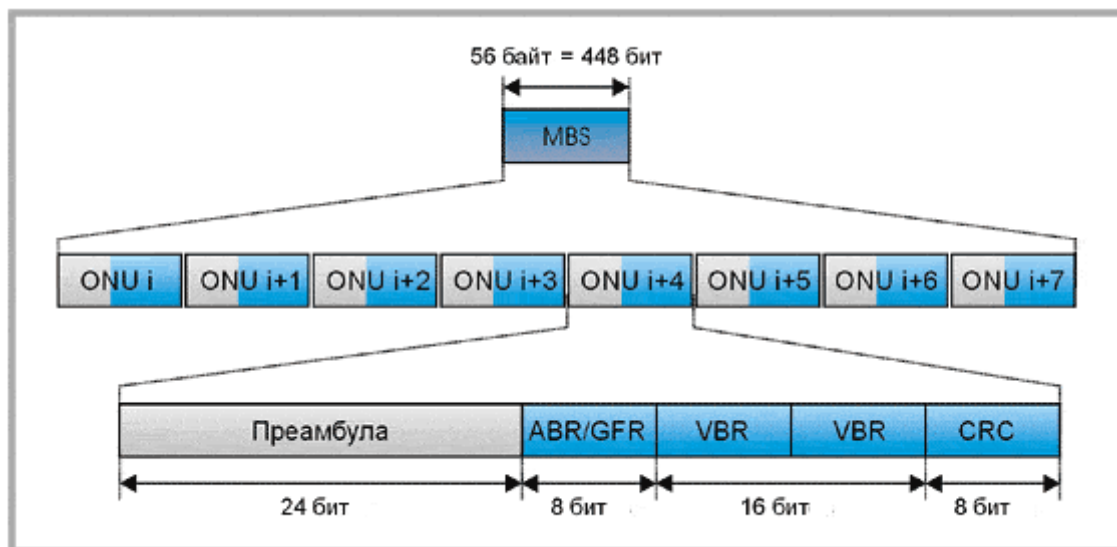 56 байт = 448 бит
MBS
ONU i ONU i+1 ONU i+2 ONU i+3 ONU i+4 ONU i+5 ONU i+6 ONU i+7
Преамбула ABR/GFR VBR VBR CRC
24 бит 8 бит 16 бит 8 бит